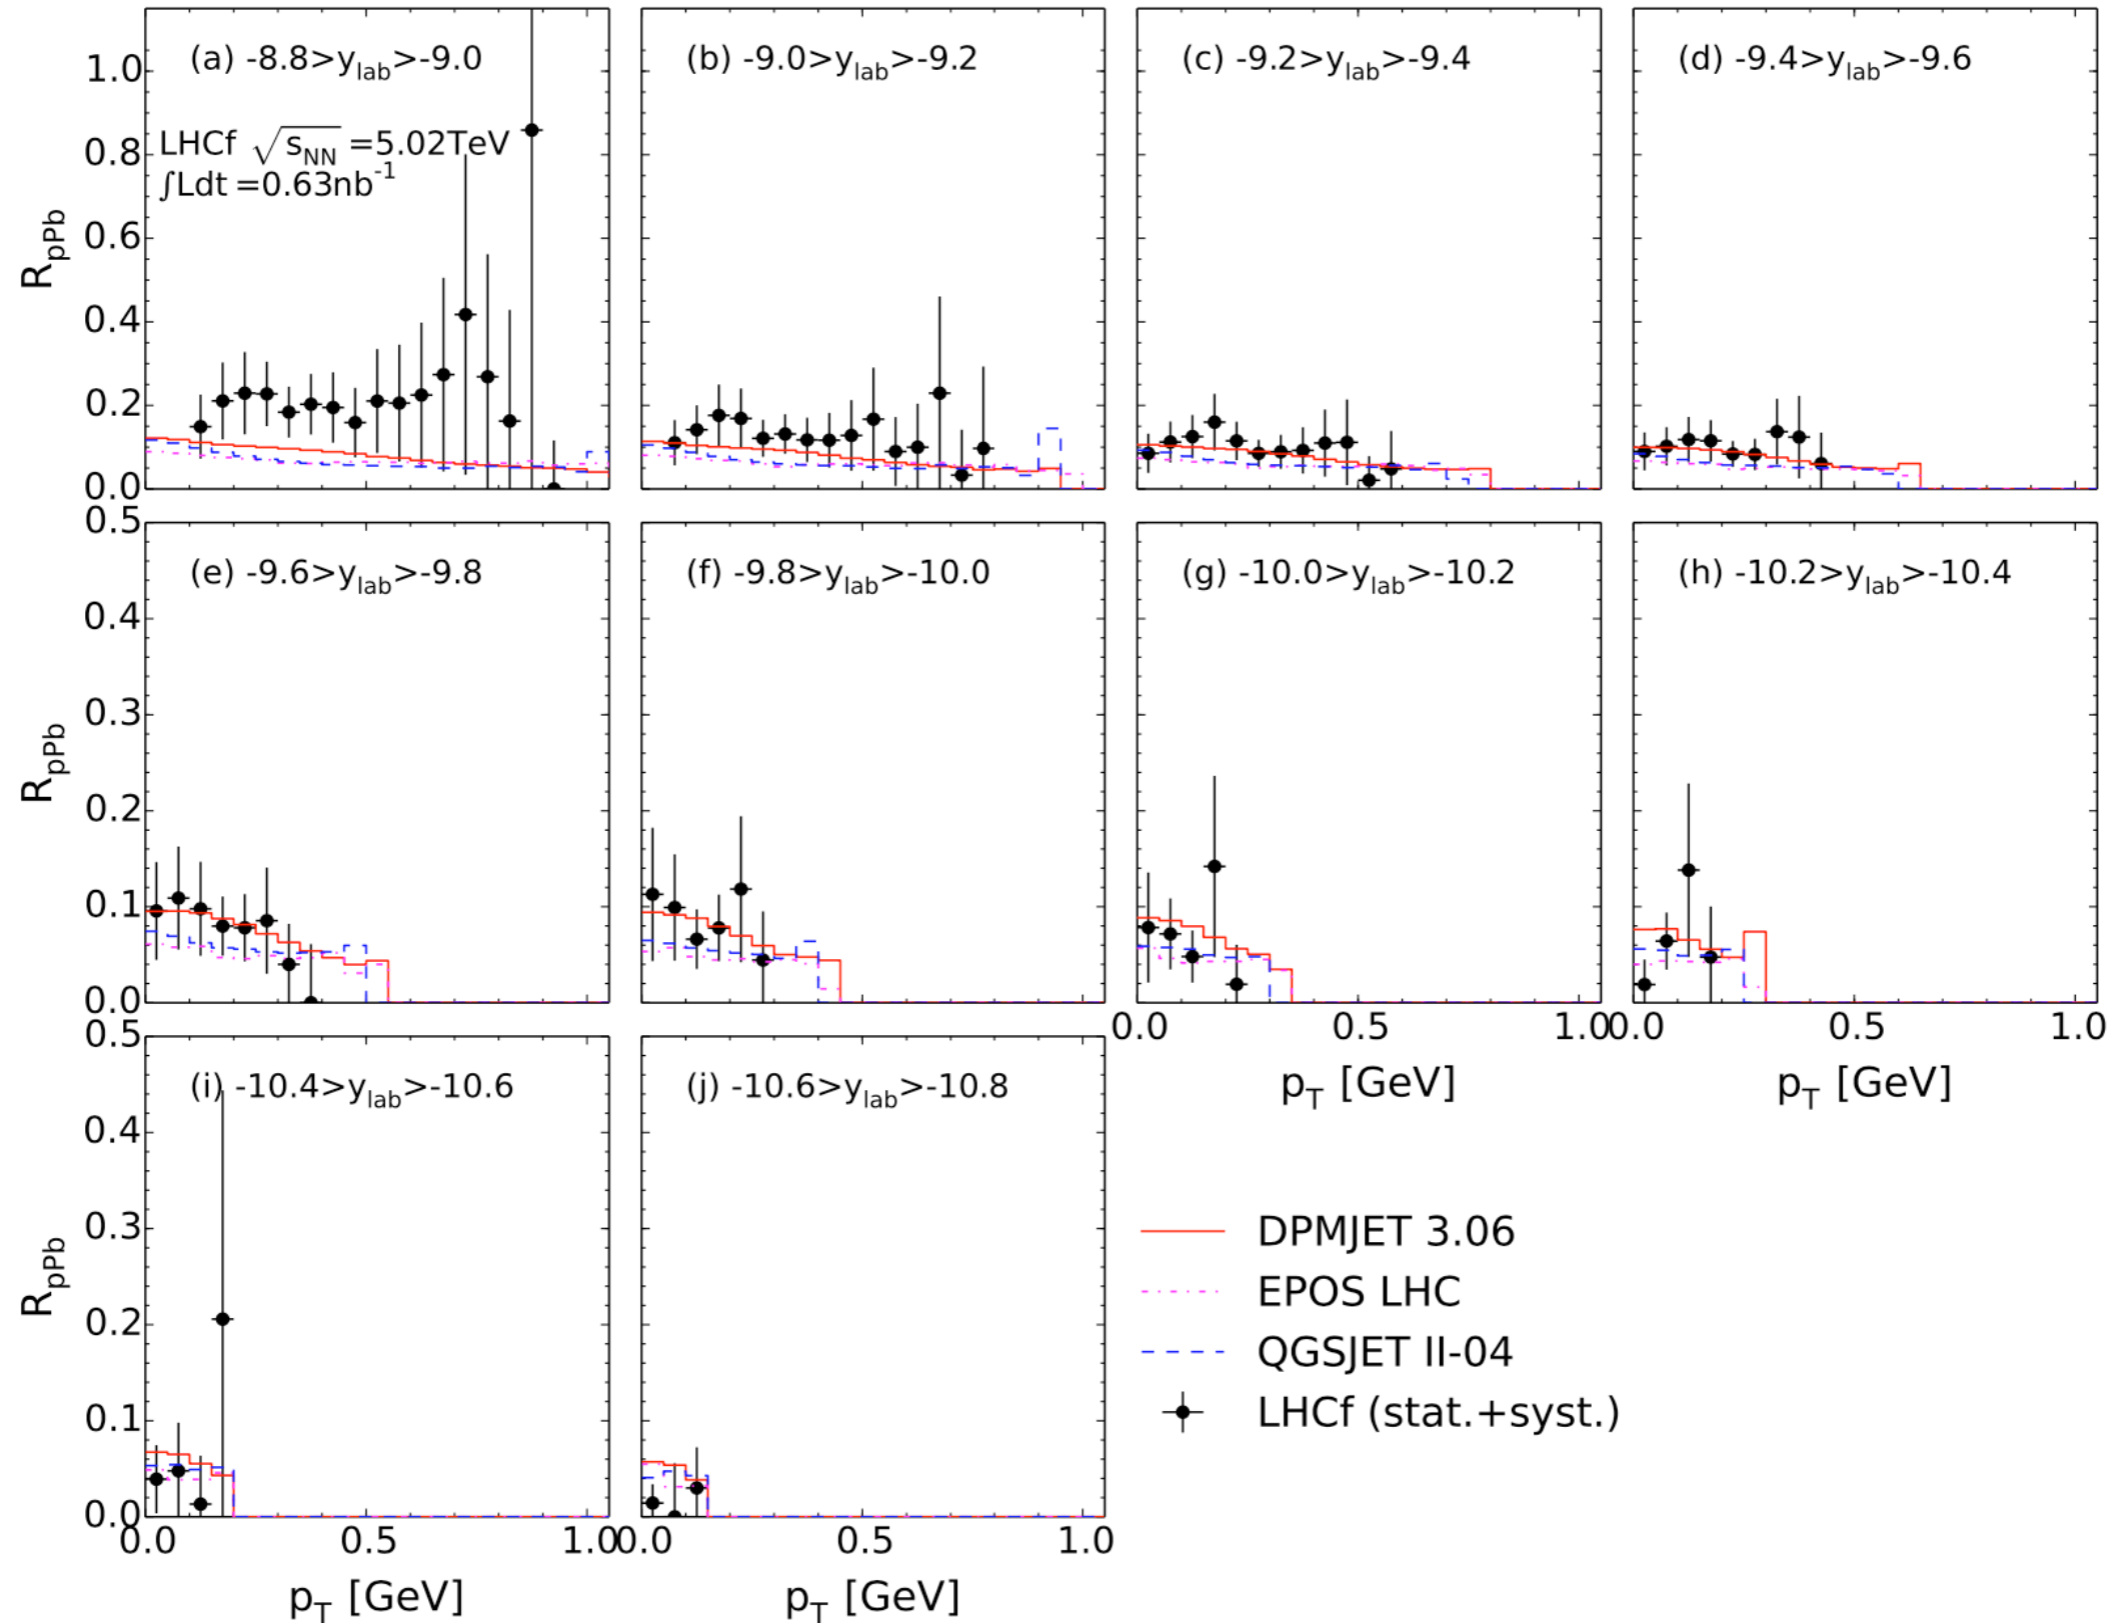 (a) -8.8>y_lab>-9.0
LHCf √s_NN =5.02TeV
∫Ldt=0.63nb^-1
(b) -9.0>y_lab>-9.2
(c) -9.2>y_lab>-9.4
(d) -9.4>y_lab>-9.6
R_pPb
1.0
0.8
0.6
0.4
0.2
0.0
(e) -9.6>y_lab>-9.8
(f) -9.8>y_lab>-10.0
(g) -10.0>y_lab>-10.2
(h) -10.2>y_lab>-10.4
R_pPb
0.5
0.4
0.3
0.2
0.1
0.0
0.0 0.5 1.0
p_T [GeV]
0.0 0.5 1.0
p_T [GeV]
(i) -10.4>y_lab>-10.6
(j) -10.6>y_lab>-10.8
R_pPb
0.5
0.4
0.3
0.2
0.1
0.0
0.0 0.5 1.0
p_T [GeV]
0.0 0.5 1.0
p_T [GeV]
DPMJET 3.06
EPOS LHC
QGSJET II-04
LHCf (stat.+syst.)